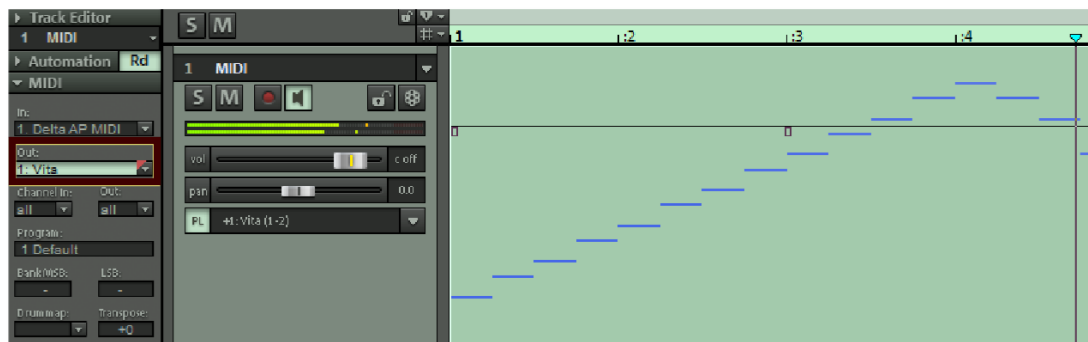 Track Editor
1 MIDI
Automation Rd
MIDI
In:
1. Delta AP MIDI
Out:
1: Vita
Channel In: Out:
all all
Program:
1 Default
Bank/MSB: LSB:
- -
Drummap: Transpose:
+0
S M
1 MIDI
S M
vol c off
pan 0.0
PL +1: Vita (1-2)
1 :2 :3 :4